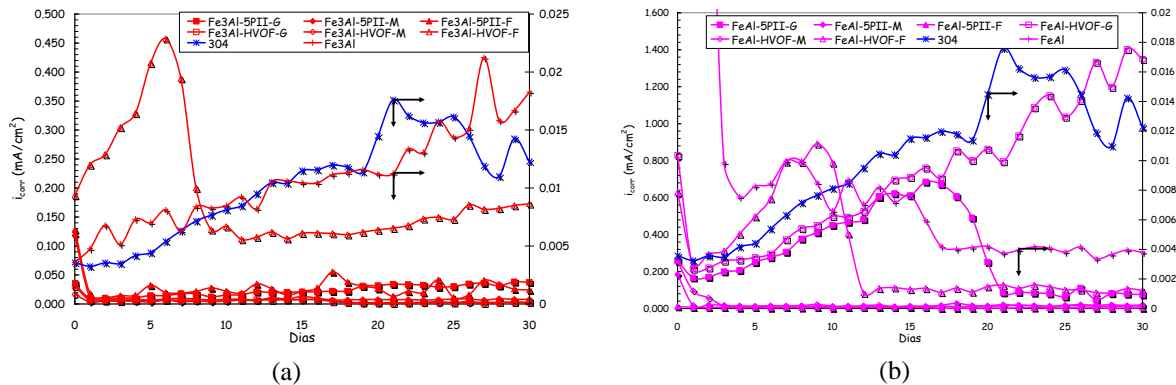 (a)
0.500
0.450
0.400
0.350
0.300
0.250
0.200
0.150
0.100
0.050
0.000
i corr (mA/cm²)
Fe3Al-5PII-G Fe3Al-5PII-M Fe3Al-5PII-F
Fe3Al-HVOF-G Fe3Al-HVOF-M Fe3Al-HVOF-F
304 Fe3Al
0,025
0,02
0,015
0,01
0,005
0
0 5 10 15 20 25 30
Dias
(a)
(b)
1.600
1.400
1.200
1.000
0.800
0.600
0.400
0.200
0.000
i corr (mA/cm²)
FeAl-5PII-G FeAl-5PII-M FeAl-5PII-F FeAl-HVOF-G
FeAl-HVOF-M FeAl-HVOF-F 304 FeAl
0,02
0,018
0,016
0,014
0,012
0,01
0,008
0,006
0,004
0,002
0
0 5 10 15 20 25 30
Dias
(b)